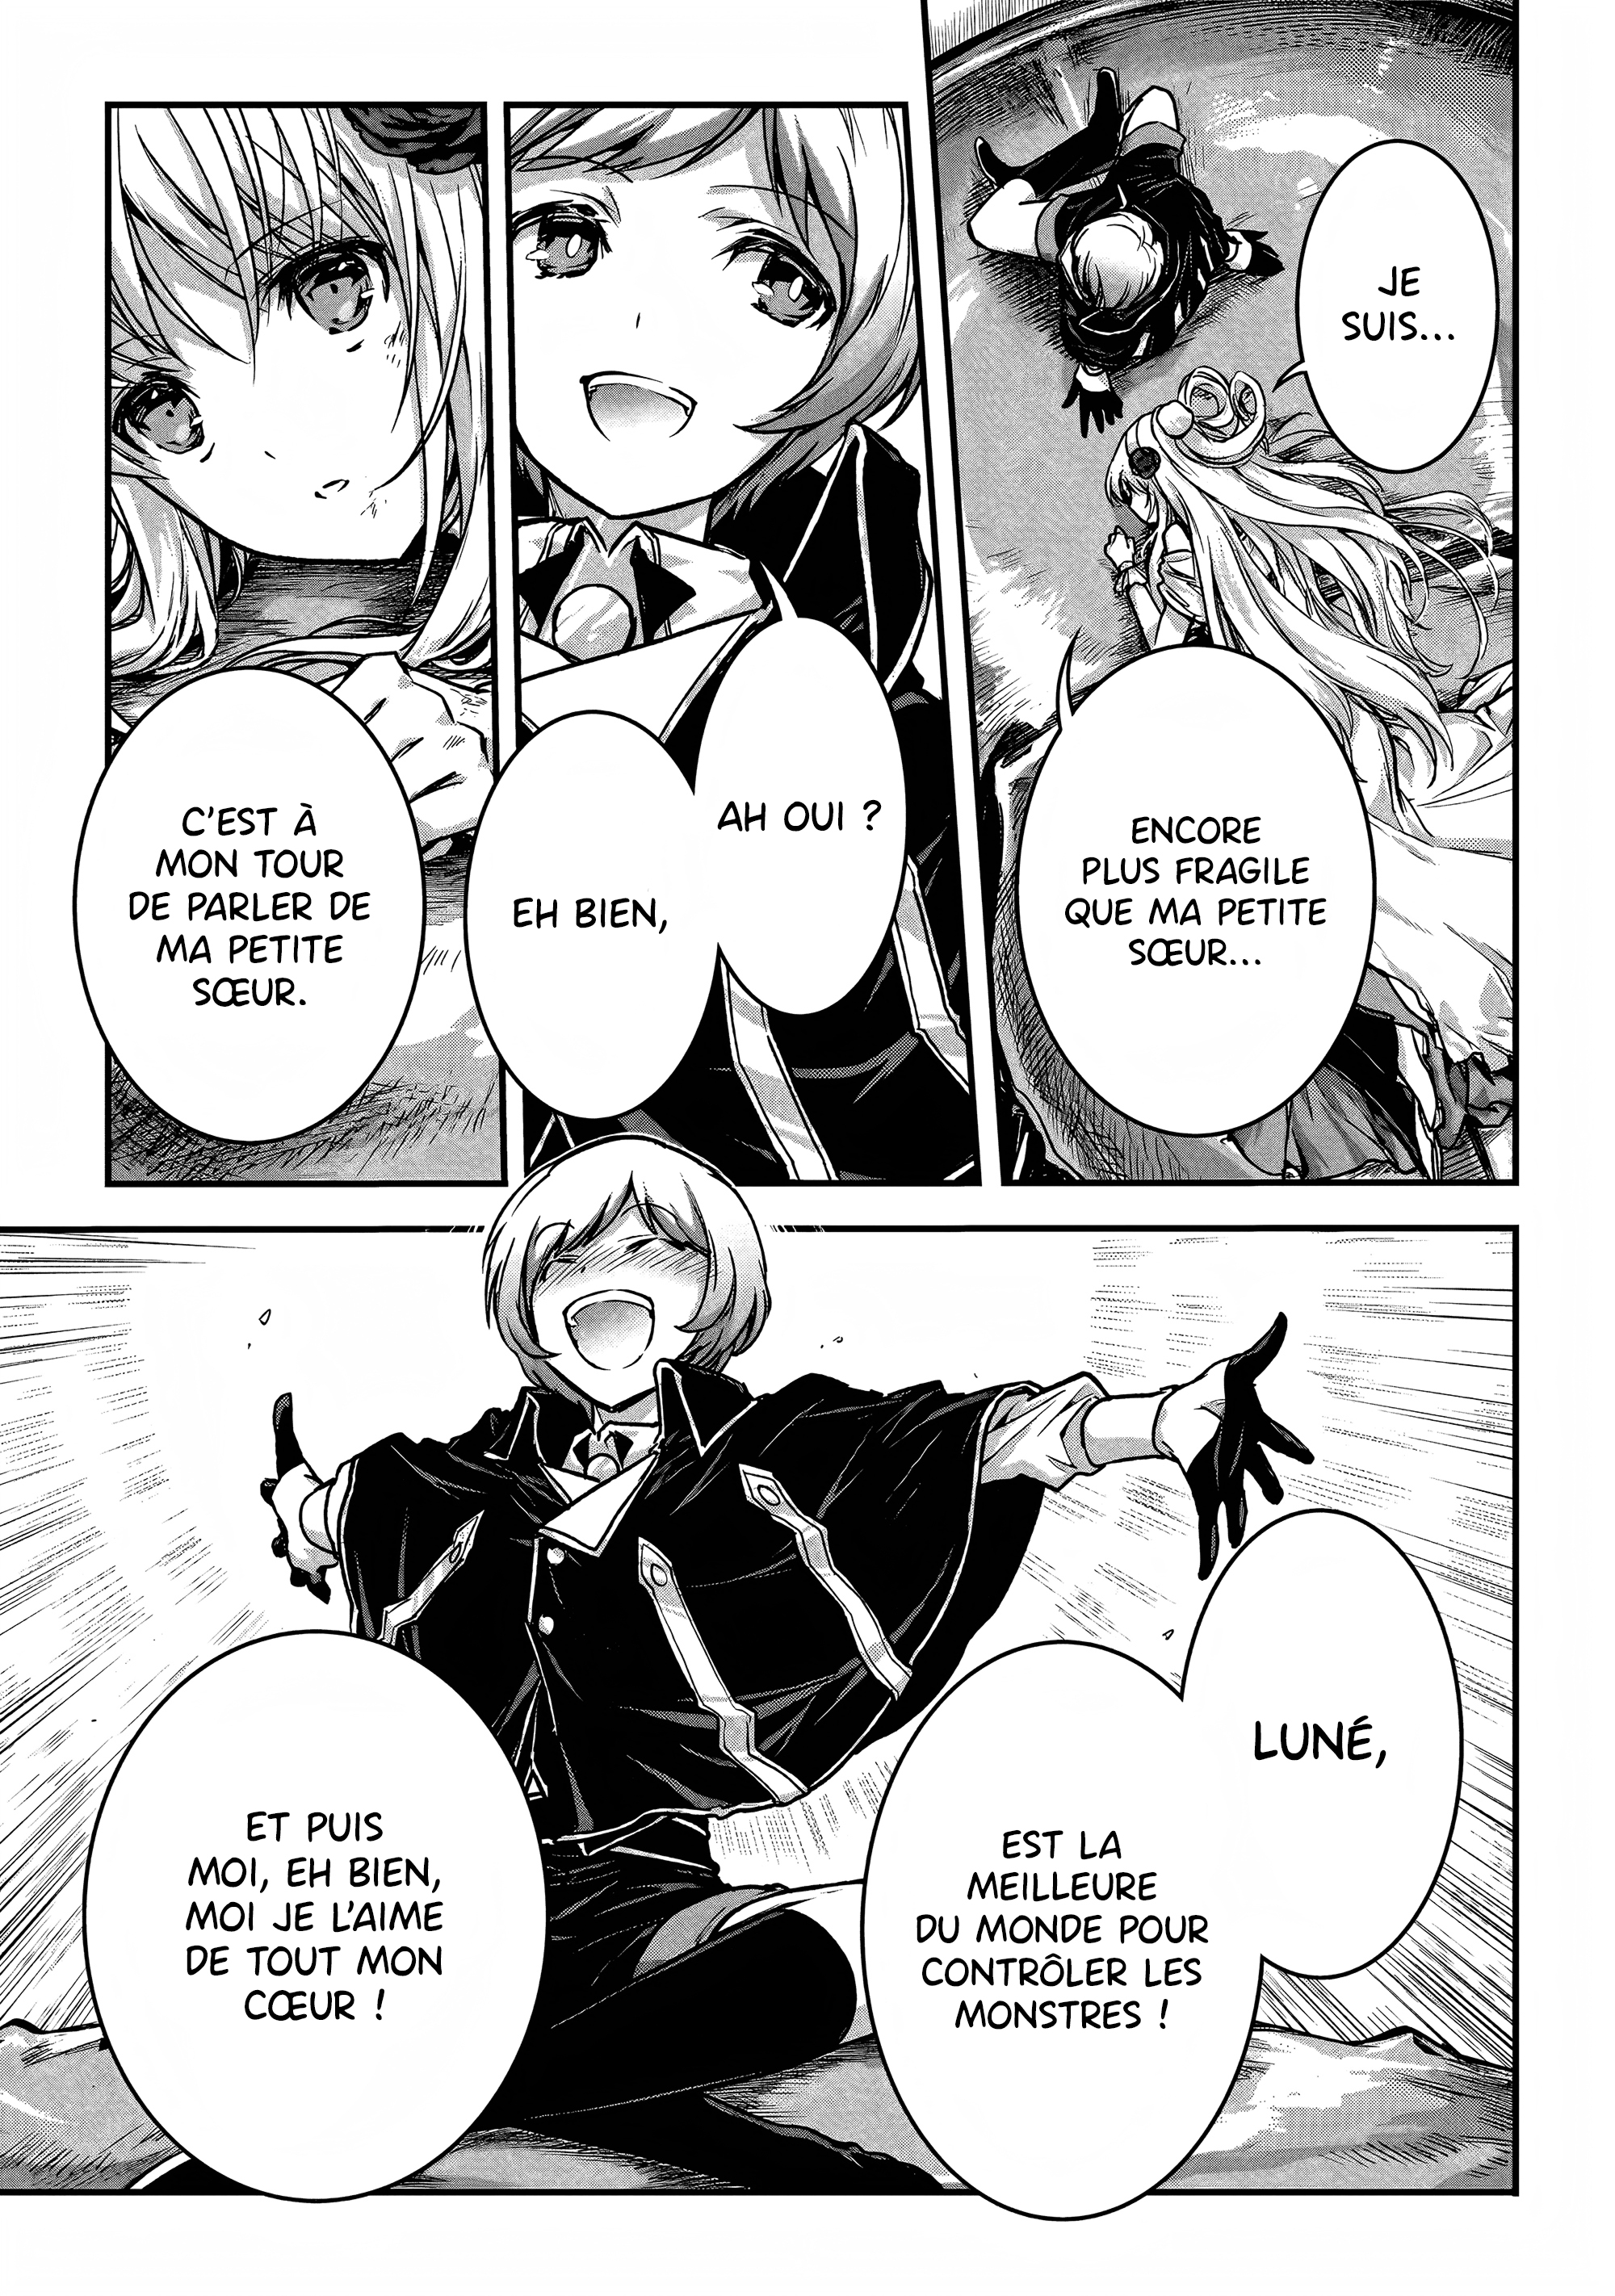 JE
SUIS...
ENCORE
PLUS FRAGILE
QUE MA PETITE
SŒUR...
AH OUI ?
EH BIEN,
C'EST À
MON TOUR
DE PARLER DE
MA PETITE
SŒUR.
LUNÉ,
EST LA
MEILLEURE
DU MONDE POUR
CONTRÔLER LES
MONSTRES !
ET PUIS
MOI, EH BIEN,
MOI JE L'AIME
DE TOUT MON
CŒUR !